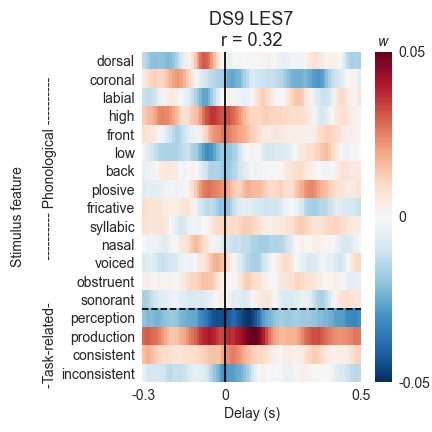 DS9 LES7
r = 0.32
w
dorsal
coronal
labial
high
front
low
back
plosive
fricative
syllabic
nasal
voiced
obstruent
sonorant
perception
production
consistent
inconsistent
Stimulus feature
---------- Phonological ----------
-Task-related-
-0.3
0
0.5
Delay (s)
0.05
0
-0.05